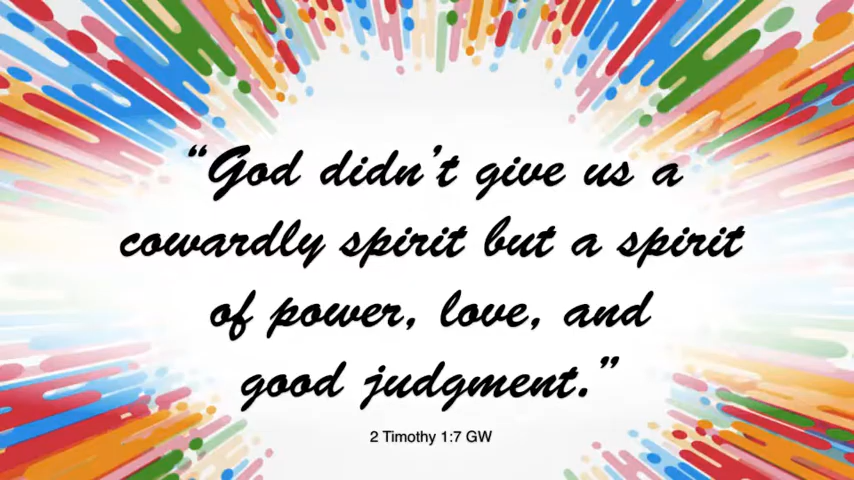 “God didn’t give us a
cowardly spirit but a spirit
of power, love, and
good judgment.”
2 Timothy 1:7 GW